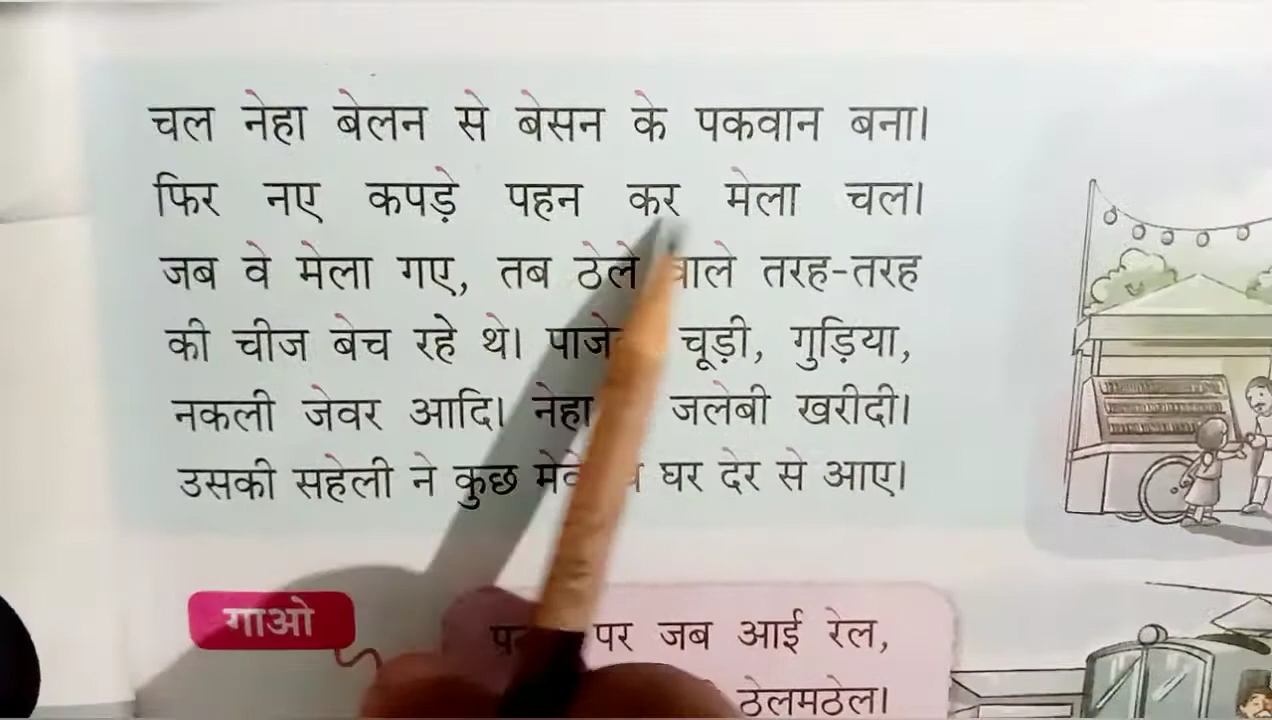 चल नेहा बेलन से बेसन के पकवान बना।
फिर नए कपड़े पहन कर मेला चल।
जब वे मेला गए, तब ठेले वाले तरह-तरह
की चीज बेच रहे थे। चूड़ी, गुड़िया,
नकली जेवर आदि। नेहा जलेबी खरीदी।
उसकी सहेली ने कुछ घर देर से आए।
गाओ
पर जब आई रेल,
ठेलमठेल।